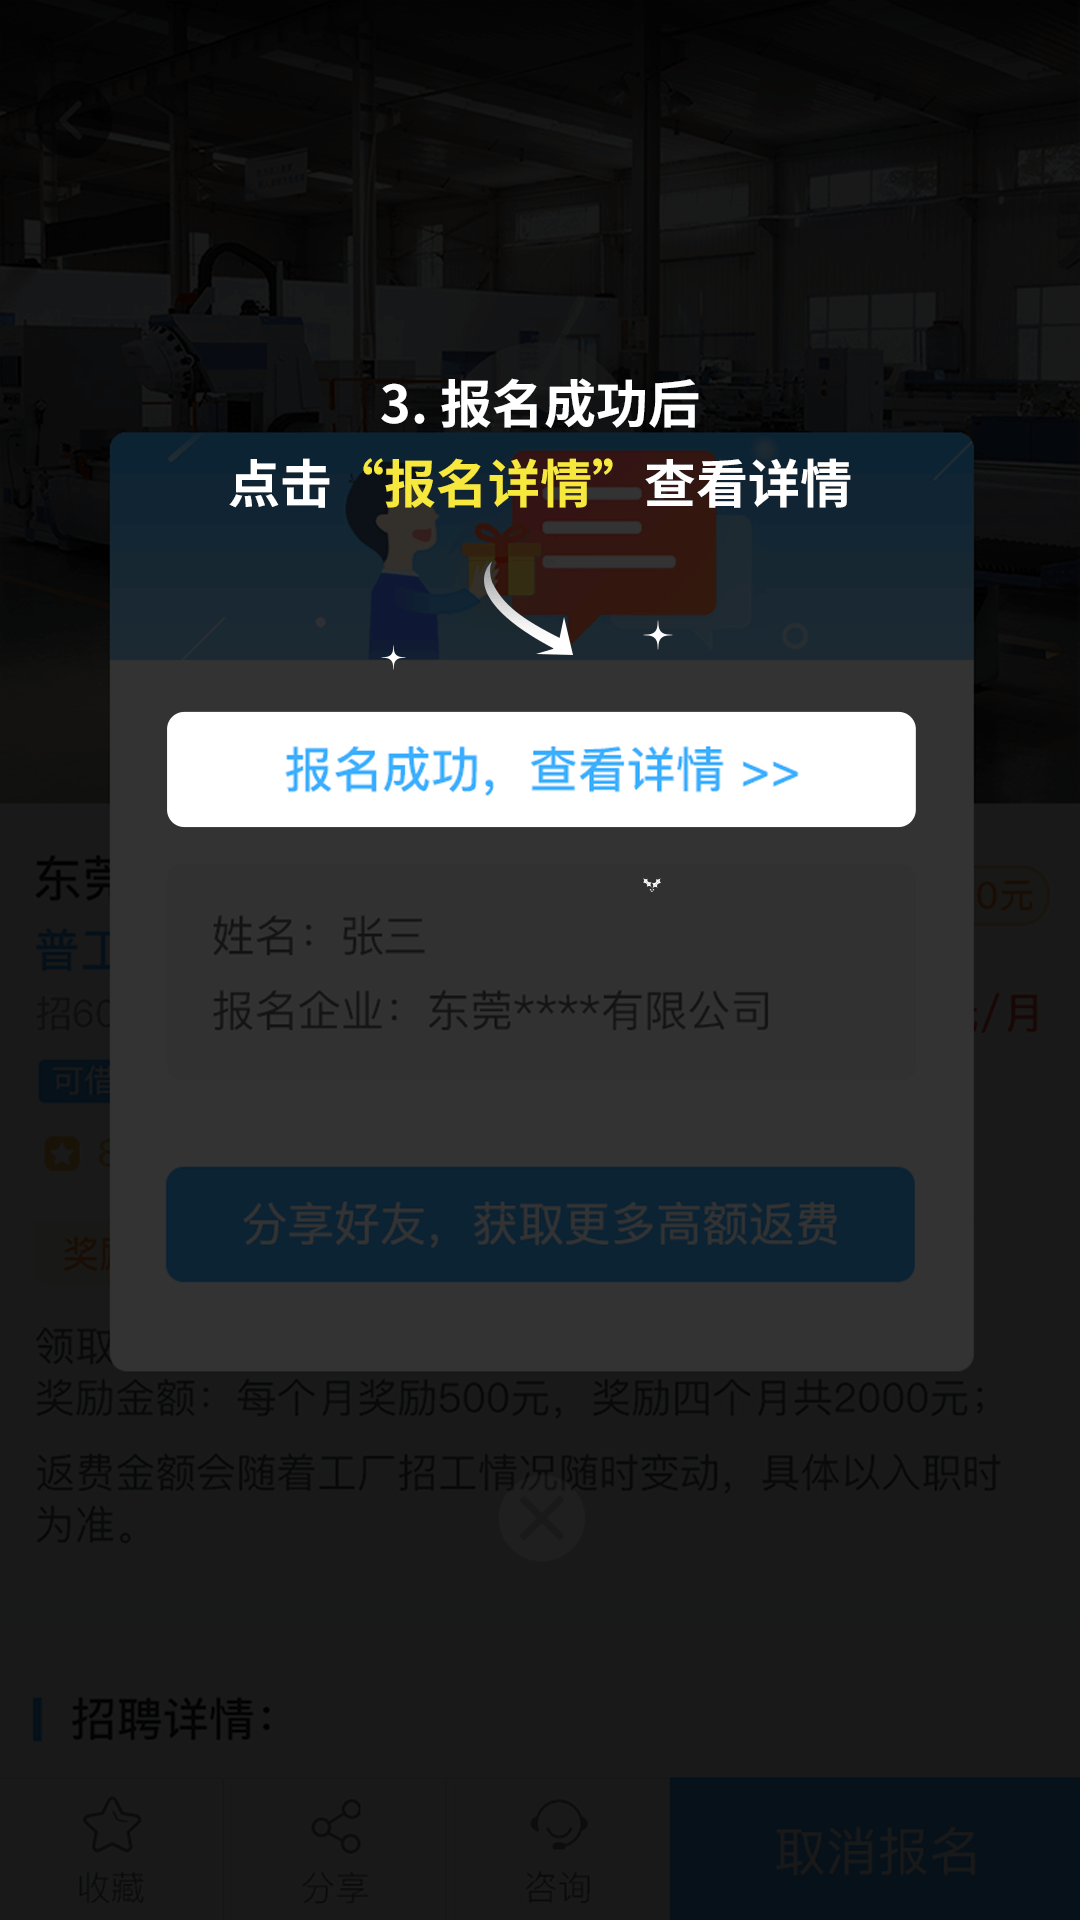 3. 报名成功后
点击“报名详情”查看详情
报名成功，查看详情 >>
东莞
0元
普工
姓名：张三
招60
报名企业：东莞****有限公司
/月
可借
8
分享好友，获取更多高额返费
奖励
领取
奖励金额：每个月奖励500元，奖励四个月共2000元；
返费金额会随着工厂招工情况随时变动，具体以入职时
为准。
招聘详情：
收藏
分享
咨询
取消报名